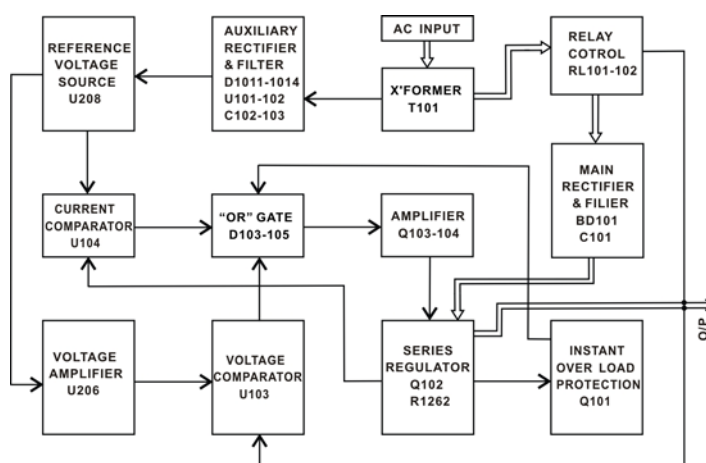 AC INPUT
REFERENCE
VOLTAGE
SOURCE
U208
AUXILIARY
RECTIFIER
& FILTER
D1011-1014
U101-102
C102-103
X'FORMER
T101
RELAY
COTROL
RL101-102
MAIN
RECTIFIER
& FILIER
BD101
C101
CURRENT
COMPARATOR
U104
“OR” GATE
D103-105
AMPLIFIER
Q103-104
VOLTAGE
AMPLIFIER
U206
VOLTAGE
COMPARATOR
U103
SERIES
REGULATOR
Q102
R1262
INSTANT
OVER LOAD
PROTECTION
Q101
O/P